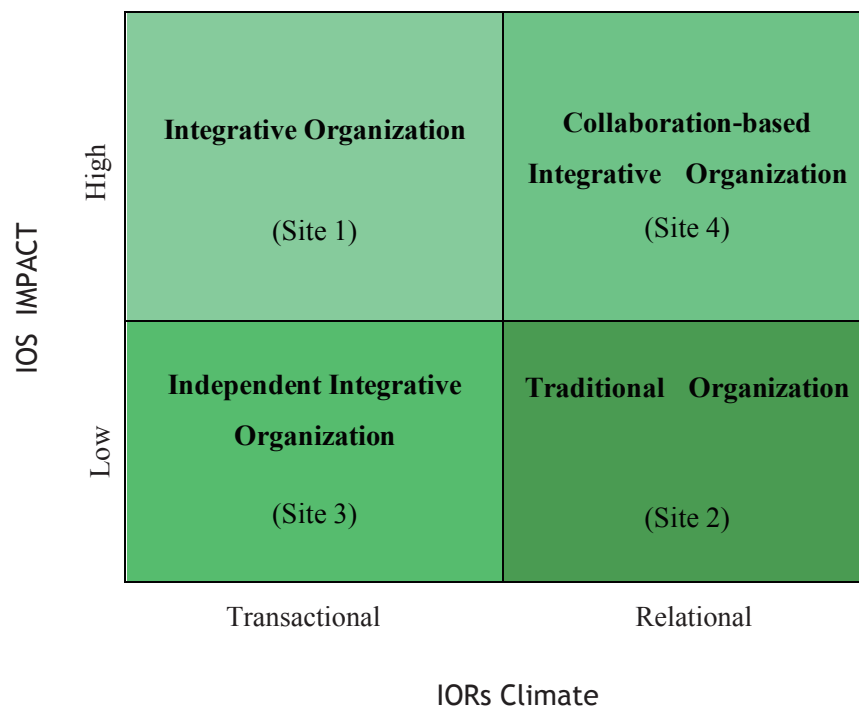 IOS IMPACT
High
Integrative Organization
(Site 1)
Collaboration-based
Integrative Organization
(Site 4)
Low
Independent Integrative
Organization
(Site 3)
Traditional Organization
(Site 2)
Transactional
Relational
IORs Climate